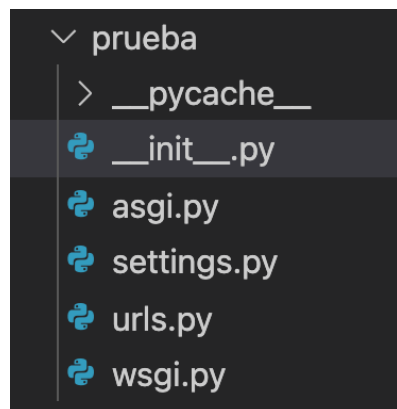 prueba
__pycache__
__init__.py
asgi.py
settings.py
urls.py
wsgi.py